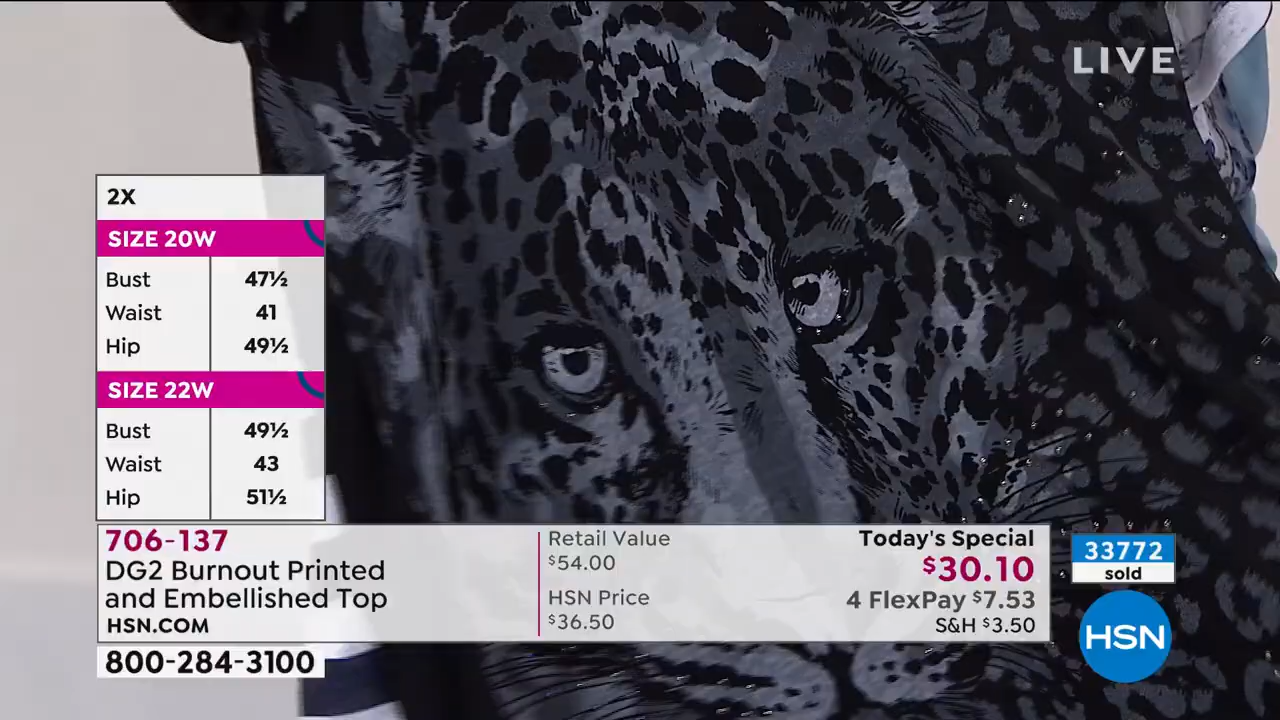 LIVE
2X
SIZE 20W
Bust 47½
Waist 41
Hip 49½
SIZE 22W
Bust 49½
Waist 43
Hip 51½
706-137
DG2 Burnout Printed
and Embellished Top
HSN.COM
Retail Value
$54.00
HSN Price
$36.50
Today's Special
$30.10
4 FlexPay $7.53
S&H $3.50
33772
sold
HSN
800-284-3100